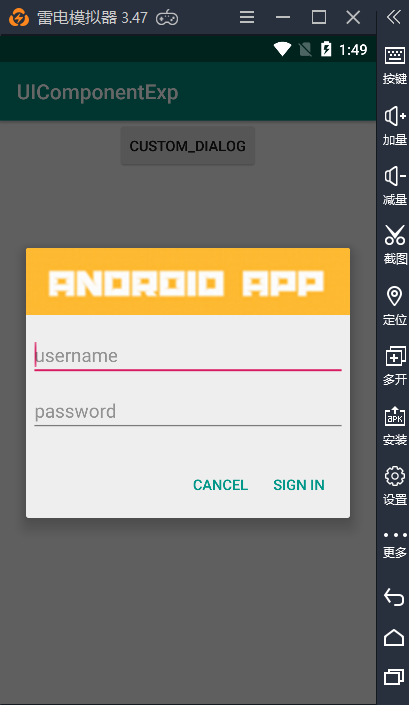 雷电模拟器 3.47
1:49
UIComponentExp
CUSTOM_DIALOG
ANDROID APP
username
password
CANCEL SIGN IN
按键
加量
减量
截图
定位
多开
APK
安装
设置
更多